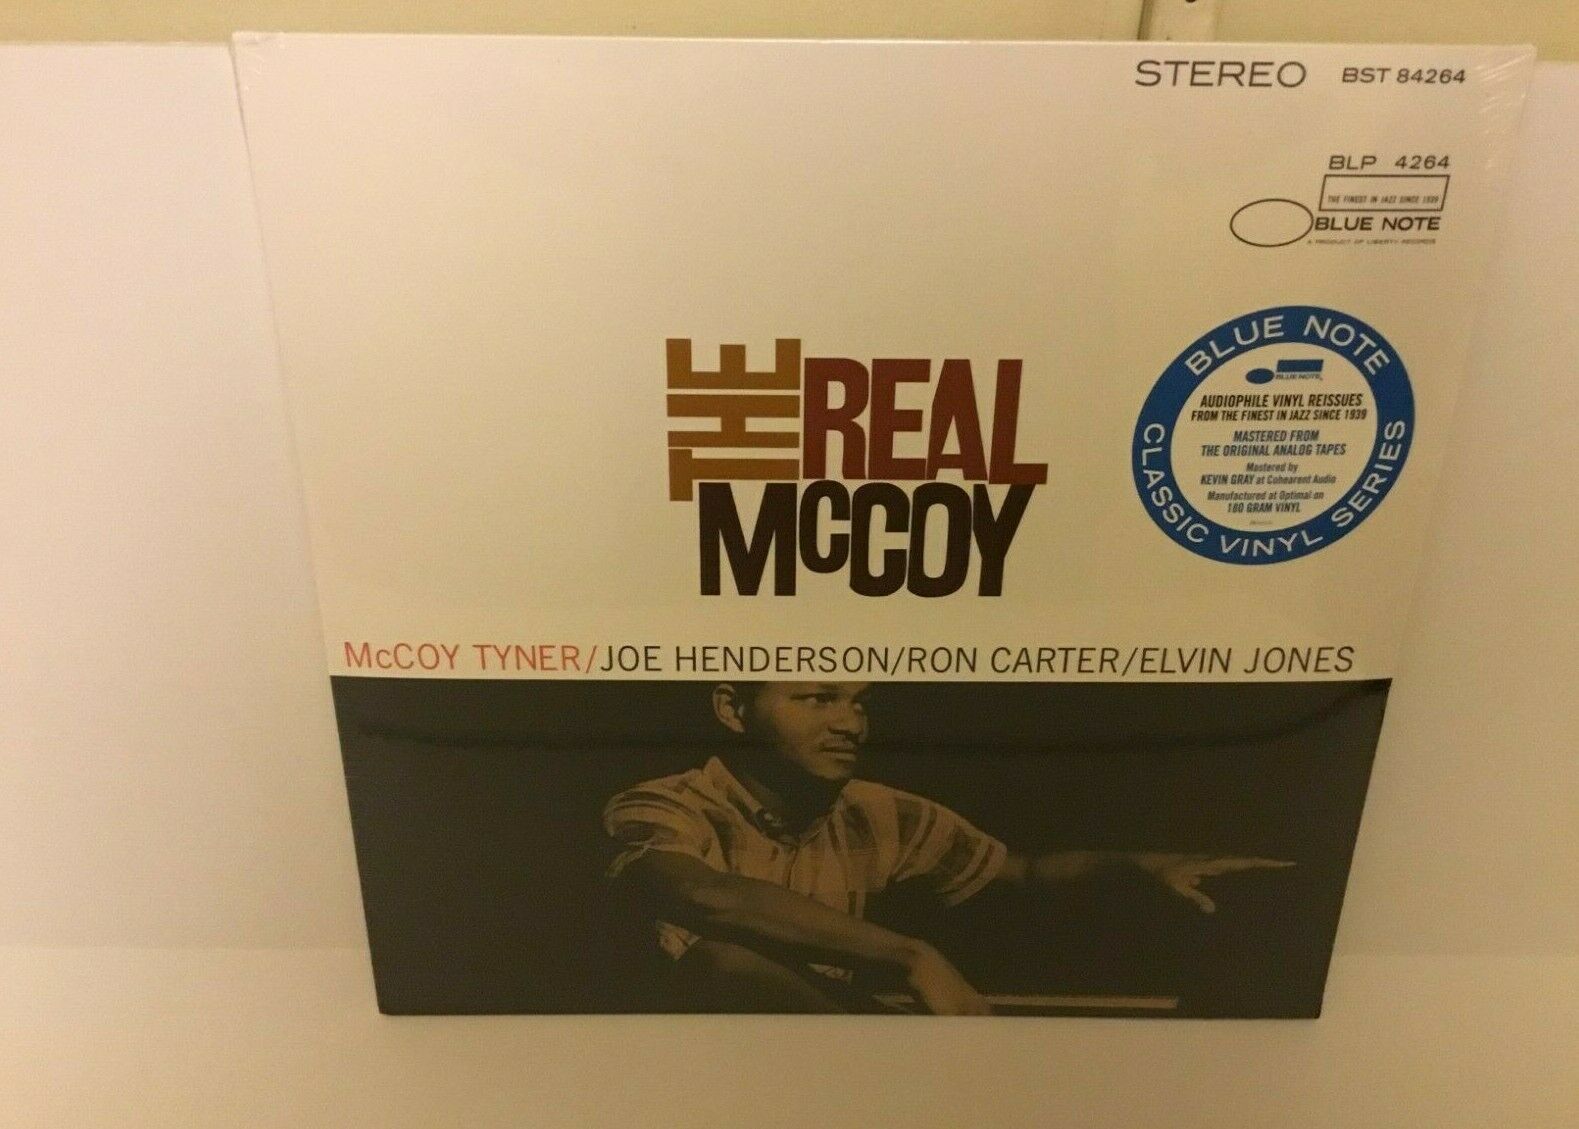 STEREO BST 84264
BLP 4264
THE FINEST IN JAZZ SINCE 1939
BLUE NOTE
A PRODUCT OF LIBERTY RECORDS
THE REAL
McCOY
BLUE NOTE
BLUE NOTE
AUDIOPHILE VINYL REISSUES
FROM THE FINEST IN JAZZ SINCE 1939
MASTERED FROM
THE ORIGINAL ANALOG TAPES
Mastered by
KEVIN GRAY at Cohearent Audio
Manufactured at Optimal on
180 GRAM VINYL
CLASSIC VINYL SERIES
McCOY TYNER/JOE HENDERSON/RON CARTER/ELVIN JONES